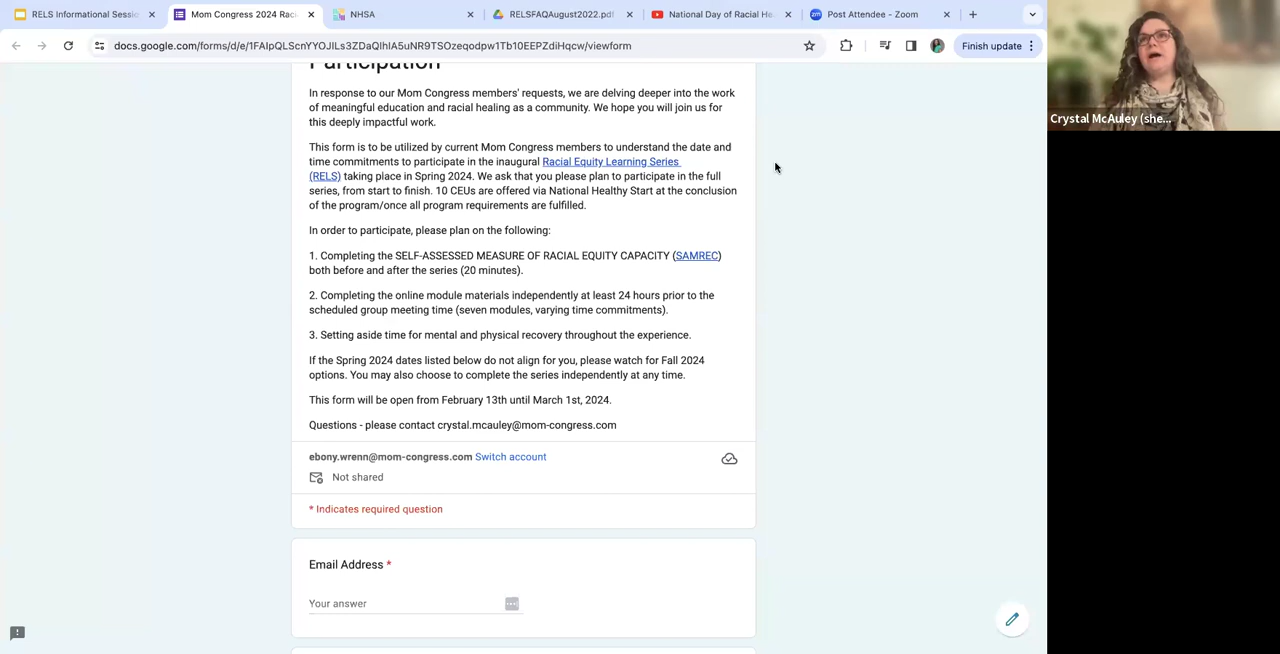 RELS Informational Sessi
Mom Congress 2024 Raci
NHSA
RELSFAQAugust2022.pdf
National Day of Racial He
Post Attendee - Zoom
docs.google.com/forms/d/e/1FAIpQLScnYYOJILs3ZDaQIhIA5uNR9TSOzeqodpw1Tb10EEPZdiHqcw/viewform
Finish update
Participation
In response to our Mom Congress members' requests, we are delving deeper into the work
of meaningful education and racial healing as a community. We hope you will join us for
this deeply impactful work.
This form is to be utilized by current Mom Congress members to understand the date and
time commitments to participate in the inaugural Racial Equity Learning Series
(RELS) taking place in Spring 2024. We ask that you please plan to participate in the full
series, from start to finish. 10 CEUs are offered via National Healthy Start at the conclusion
of the program/once all program requirements are fulfilled.
In order to participate, please plan on the following:
1. Completing the SELF-ASSESSED MEASURE OF RACIAL EQUITY CAPACITY (SAMREC)
both before and after the series (20 minutes).
2. Completing the online module materials independently at least 24 hours prior to the
scheduled group meeting time (seven modules, varying time commitments).
3. Setting aside time for mental and physical recovery throughout the experience.
If the Spring 2024 dates listed below do not align for you, please watch for Fall 2024
options. You may also choose to complete the series independently at any time.
This form will be open from February 13th until March 1st, 2024.
Questions - please contact crystal.mcauley@mom-congress.com
ebony.wrenn@mom-congress.com Switch account
Not shared
* Indicates required question
Email Address *
Your answer
Crystal McAuley (she...